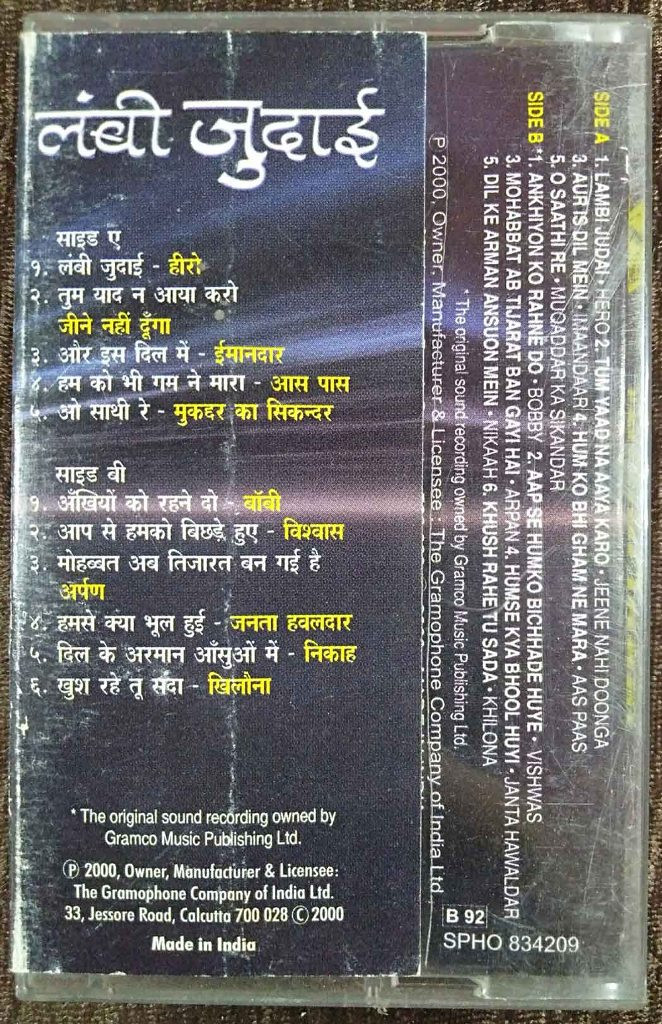 लंबी जुदाई
साइड ए
१. लंबी जुदाई - हीरो
२. तुम याद न आया करो
जीने नहीं दूँगा
३. और इस दिल में - ईमानदार
४. हम को भी गम ने मारा - आस पास
५. ओ साथी रे - मुकद्दर का सिकन्दर
साइड बी
१. अँखियों को रहने दो - बॉबी
२. आप से हमको बिछड़े हुए - विश्वास
३. मोहब्बत अब तिजारत बन गई है
अर्पण
४. हमसे क्या भूल हुई - जनता हवलदार
५. दिल के अरमान आँसुओं में - निकाह
६. खुश रहे तू सदा - खिलौना
* The original sound recording owned by
Gramco Music Publishing Ltd.
℗ 2000, Owner, Manufacturer & Licensee:
The Gramophone Company of India Ltd.
33, Jessore Road, Calcutta 700 028 © 2000
Made in India
SIDE A 1. LAMBI JUDAI • HERO 2. TUM YAAD NA AAYA KARO • JEENE NAHI DOONGA
3. AUR IS DIL MEIN • IMAANDAAR 4. HUM KO BHI GHAM NE MARA • AAS PAAS
5. O SAATHI RE • MUQADDAR KA SIKANDAR
SIDE B *1. ANKHIYON KO RAHNE DO • BOBBY 2. AAP SE HUMKO BICHHADE HUYE • VISHWAS
3. MOHABBAT AB TIJARAT BAN GAYI HAI • ARPAN 4. HUMSE KYA BHOOL HUYI • JANTA HAWALDAR
5. DIL KE ARMAN ANSUON MEIN • NIKAAH 6. KHUSH RAHE TU SADA • KHILONA
* The original sound recording owned by Gramco Music Publishing Ltd.
℗ 2000, Owner, Manufacturer & Licensee : The Gramophone Company of India Ltd
B 92
SPHO 834209